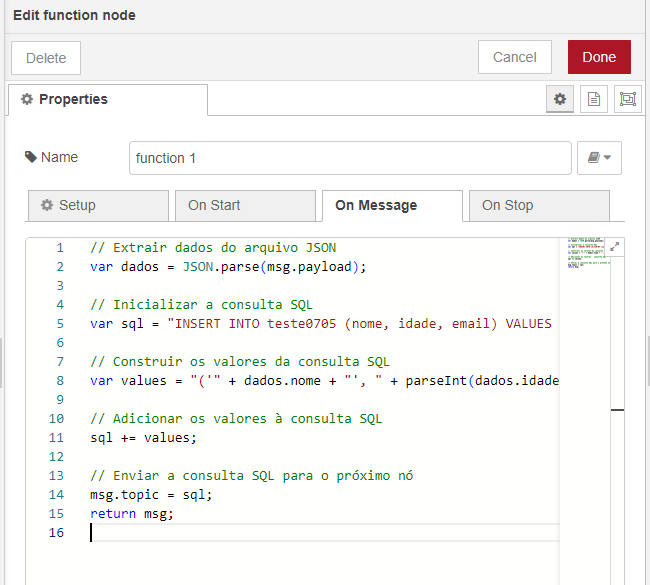 Edit function node
Delete
Cancel
Done
Properties
Name
function 1
Setup
On Start
On Message
On Stop
1 // Extrair dados do arquivo JSON
2 var dados = JSON.parse(msg.payload);
3
4 // Inicializar a consulta SQL
5 var sql = "INSERT INTO teste0705 (nome, idade, email) VALUES
6
7 // Construir os valores da consulta SQL
8 var values = "('" + dados.nome + "', " + parseInt(dados.idade
9
10 // Adicionar os valores à consulta SQL
11 sql += values;
12
13 // Enviar a consulta SQL para o próximo nó
14 msg.topic = sql;
15 return msg;
16